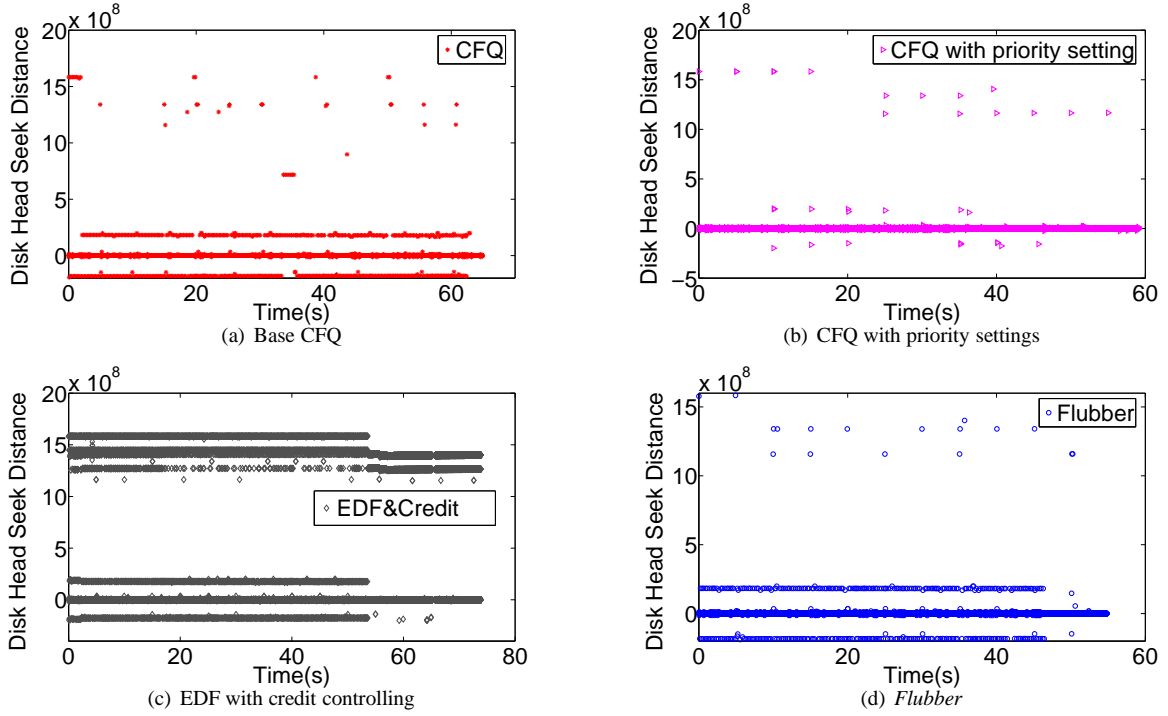 x 10^8
20
15
10
5
0
Disk Head Seek Distance
0 20 40 60 80
Time(s)
CFQ
(a) Base CFQ
x 10^8
20
15
10
5
0
−5
Disk Head Seek Distance
0 20 40 60
Time(s)
CFQ with priority setting
(b) CFQ with priority settings
x 10^8
20
15
10
5
0
Disk Head Seek Distance
0 20 40 60 80
Time(s)
EDF&Credit
(c) EDF with credit controlling
x 10^8
15
10
5
0
Disk Head Seek Distance
0 20 40 60
Time(s)
Flubber
(d) Flubber